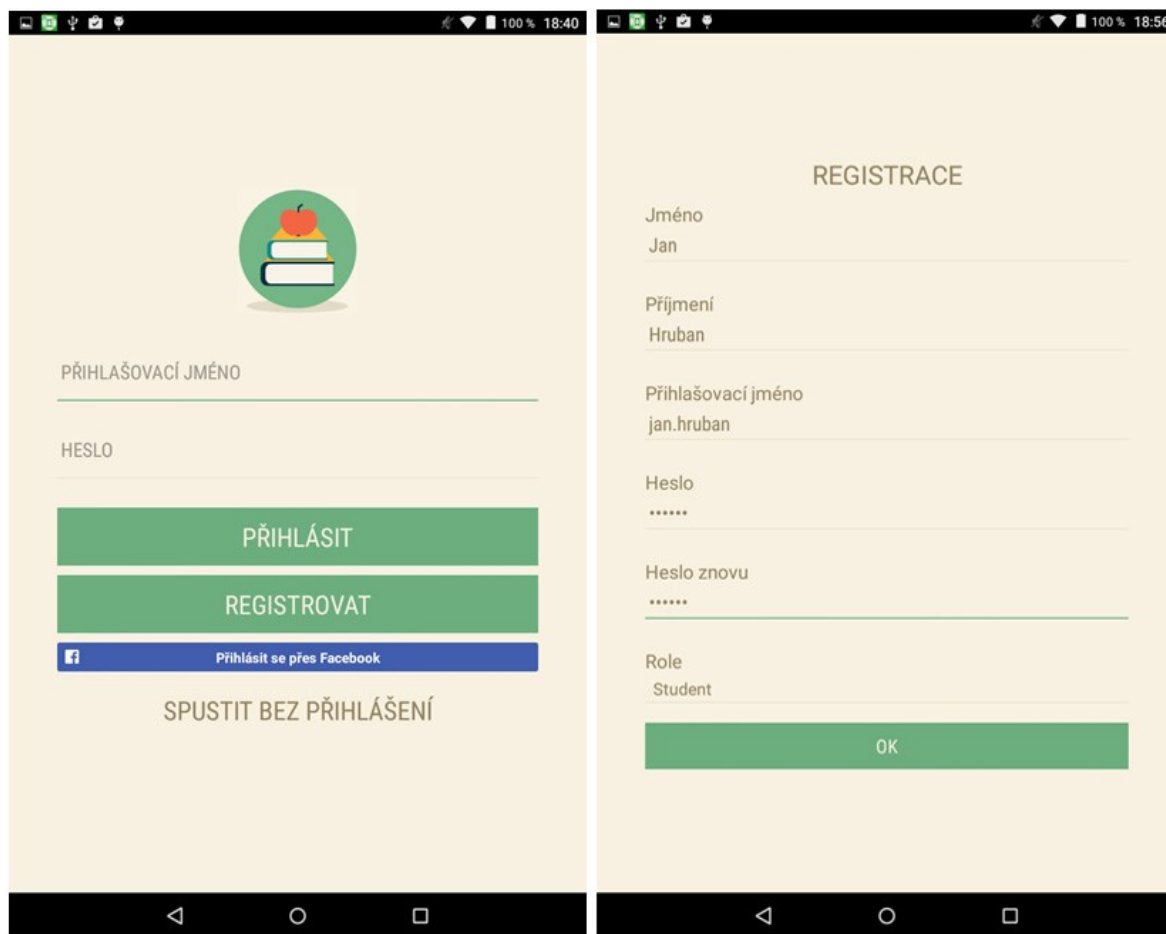 100 % 18:40
PŘIHLAŠOVACÍ JMÉNO
HESLO
PŘIHLÁSIT
REGISTROVAT
Přihlásit se přes Facebook
SPUSTIT BEZ PŘIHLÁŠENÍ
100 % 18:56
REGISTRACE
Jméno
Jan
Příjmení
Hruban
Přihlašovací jméno
jan.hruban
Heslo
••••••
Heslo znovu
••••••
Role
Student
OK